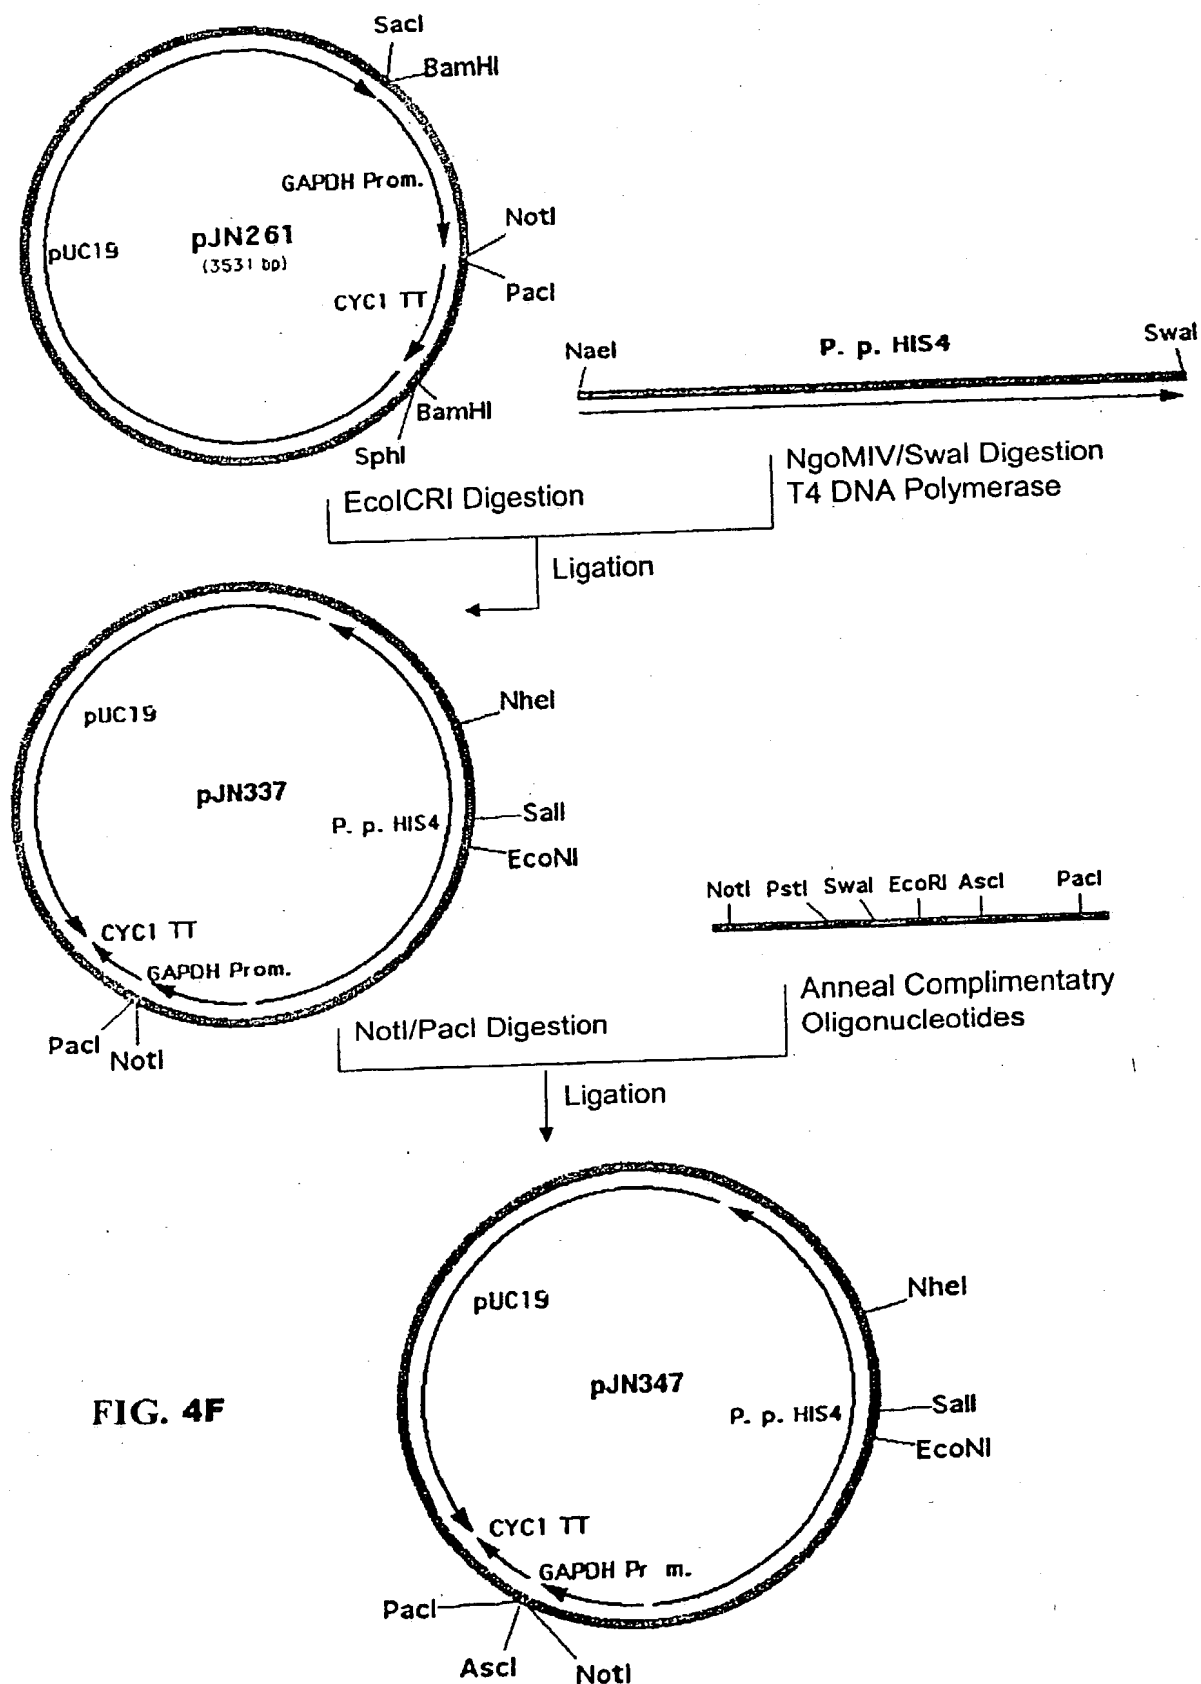 SacI
BamHI
GAPDH Prom.
NotI
pUC19
pJN261
(3531 bp)
PacI
CYC1 TT
NaeI
P. p. HIS4
SwaI
BamHI
SphI
EcoICRI Digestion
NgoMIV/SwaI Digestion
T4 DNA Polymerase
Ligation
NheI
pUC19
pJN337
P. p. HIS4
SalI
EcoNI
NotI PstI SwaI EcoRI AscI PacI
CYC1 TT
GAPDH Prom.
PacI
NotI
NotI/PacI Digestion
Anneal Complimentatry
Oligonucleotides
Ligation
NheI
pUC19
pJN347
P. p. HIS4
SalI
EcoNI
FIG. 4F
CYC1 TT
GAPDH Pr m.
PacI
AscI
NotI